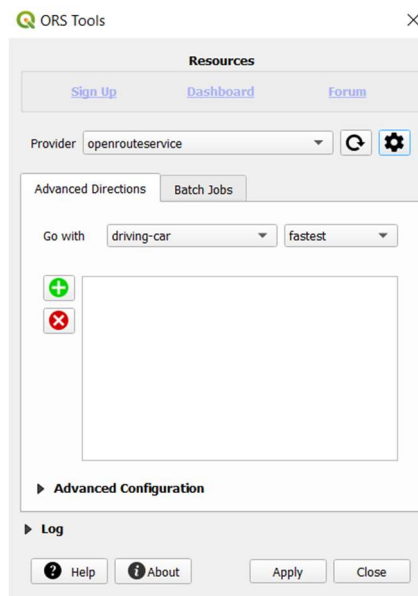 ORS Tools
Resources
Sign Up Dashboard Forum
Provider openrouteservice
Advanced Directions Batch Jobs
Go with driving-car fastest
Advanced Configuration
Log
Help About Apply Close